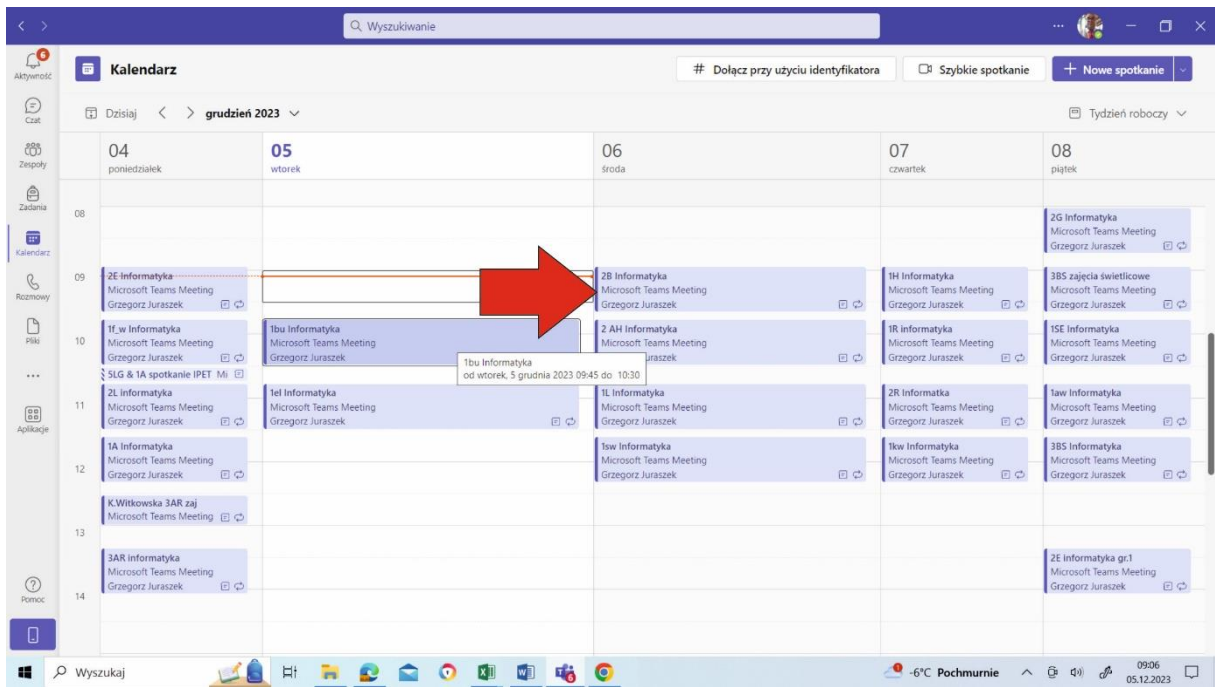 Wyszukiwanie
6
Aktywność
Czat
Zespoły
Zadania
Kalendarz
Rozmowy
Pliki
Aplikacje
Pomoc
Kalendarz
# Dołącz przy użyciu identyfikatora
Szybkie spotkanie
+ Nowe spotkanie
Dzisiaj
grudzień 2023
Tydzień roboczy
04
poniedziałek
05
wtorek
06
środa
07
czwartek
08
piątek
08
09
10
11
12
13
14
2E Informatyka
Microsoft Teams Meeting
Grzegorz Juraszek
1f_w Informatyka
Microsoft Teams Meeting
Grzegorz Juraszek
5LG & 1A spotkanie IPET Mi
2L informatyka
Microsoft Teams Meeting
Grzegorz Juraszek
1A Informatyka
Microsoft Teams Meeting
Grzegorz Juraszek
K.Witkowska 3AR zaj
Microsoft Teams Meeting
3AR informatyka
Microsoft Teams Meeting
Grzegorz Juraszek
1bu Informatyka
Microsoft Teams Meeting
Grzegorz Juraszek
1bu Informatyka
od wtorek, 5 grudnia 2023 09:45 do 10:30
1el Informatyka
Microsoft Teams Meeting
Grzegorz Juraszek
2B Informatyka
Microsoft Teams Meeting
Grzegorz Juraszek
2 AH Informatyka
Microsoft Teams Meeting
Juraszek
1L Informatyka
Microsoft Teams Meeting
Grzegorz Juraszek
1sw Informatyka
Microsoft Teams Meeting
Grzegorz Juraszek
1H Informatyka
Microsoft Teams Meeting
Grzegorz Juraszek
1R informatyka
Microsoft Teams Meeting
Grzegorz Juraszek
2R Informatka
Microsoft Teams Meeting
Grzegorz Juraszek
1kw Informatyka
Microsoft Teams Meeting
Grzegorz Juraszek
2G Informatyka
Microsoft Teams Meeting
Grzegorz Juraszek
3BS zajęcia świetlicowe
Microsoft Teams Meeting
Grzegorz Juraszek
1SE Informatyka
Microsoft Teams Meeting
Grzegorz Juraszek
1aw Informatyka
Microsoft Teams Meeting
Grzegorz Juraszek
3BS Informatyka
Microsoft Teams Meeting
Grzegorz Juraszek
2E informatyka gr.1
Microsoft Teams Meeting
Grzegorz Juraszek
Wyszukaj
-6°C Pochmurnie
09:06
05.12.2023